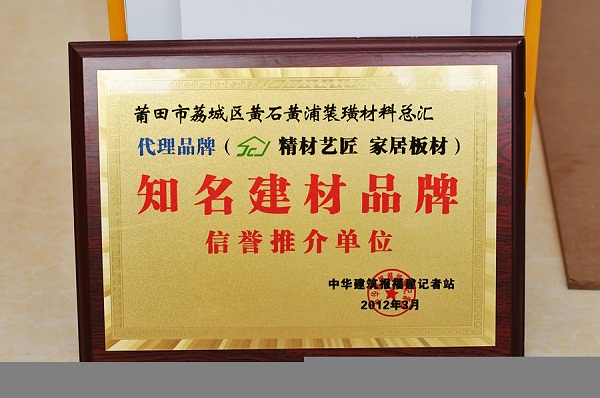 莆田市荔城区黄石黄浦装璜材料总汇
代理品牌（JCYJ 精材艺匠 家居板材）
知名建材品牌
信誉推介单位
中华建筑报福建记者站
2012年3月